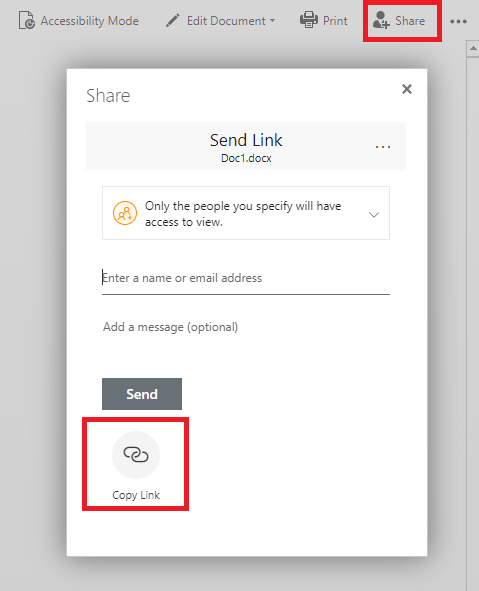 Accessibility Mode Edit Document Print Share ...
Share
Send Link
Doc1.docx
...
Only the people you specify will have
access to view.
Enter a name or email address
Add a message (optional)
Send
Copy Link